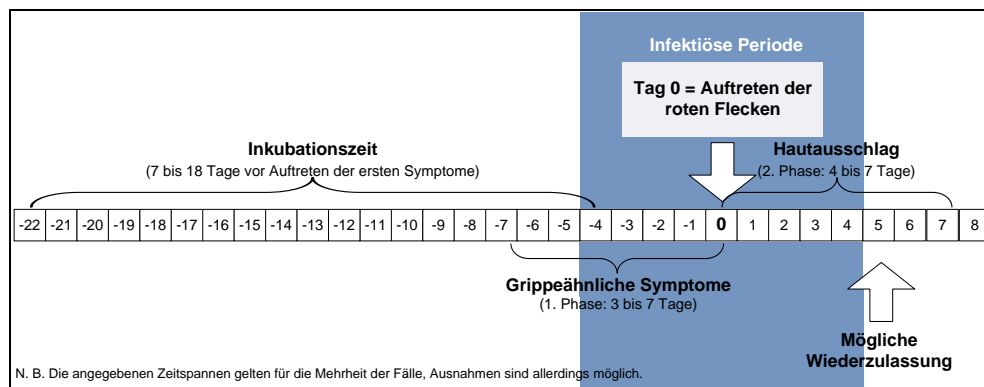 Infektiöse Periode
Tag 0 = Auftreten der
roten Flecken
Inkubationszeit
(7 bis 18 Tage vor Auftreten der ersten Symptome)
Hautausschlag
(2. Phase: 4 bis 7 Tage)
-22 -21 -20 -19 -18 -17 -16 -15 -14 -13 -12 -11 -10 -9 -8 -7 -6 -5 -4 -3 -2 -1 0 1 2 3 4 5 6 7 8
Grippeähnliche Symptome
(1. Phase: 3 bis 7 Tage)
Mögliche
Wiederzulassung
N. B. Die angegebenen Zeitspannen gelten für die Mehrheit der Fälle, Ausnahmen sind allerdings möglich.